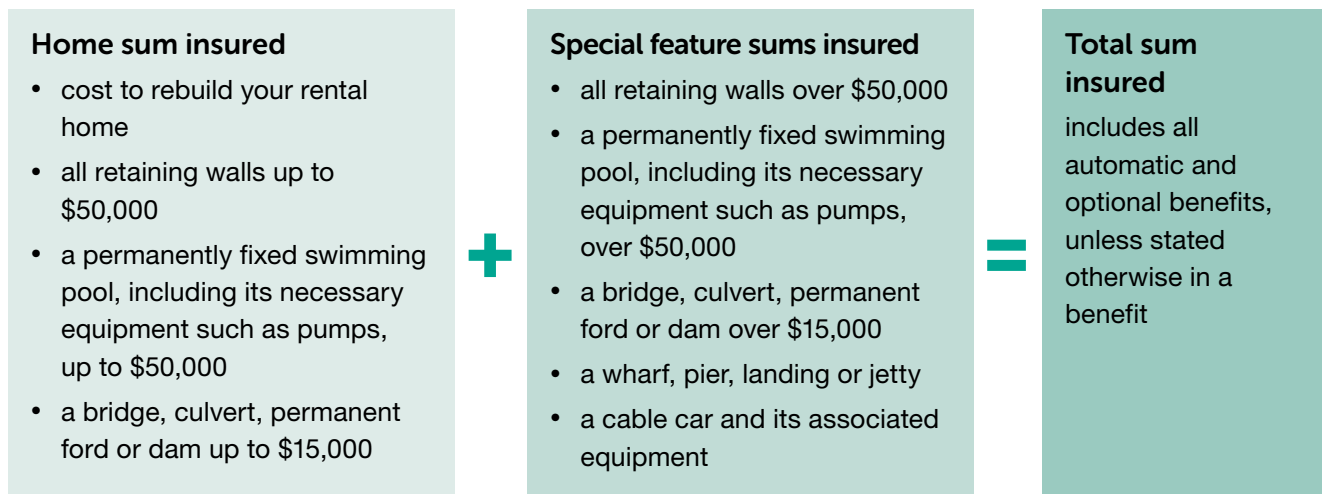 Home sum insured
• cost to rebuild your rental
home
• all retaining walls up to
$50,000
• a permanently fixed swimming
pool, including its necessary
equipment such as pumps,
up to $50,000
• a bridge, culvert, permanent
ford or dam up to $15,000
+
Special feature sums insured
• all retaining walls over $50,000
• a permanently fixed swimming
pool, including its necessary
equipment such as pumps,
over $50,000
• a bridge, culvert, permanent
ford or dam over $15,000
• a wharf, pier, landing or jetty
• a cable car and its associated
equipment
=
Total sum
insured
includes all
automatic and
optional benefits,
unless stated
otherwise in a
benefit